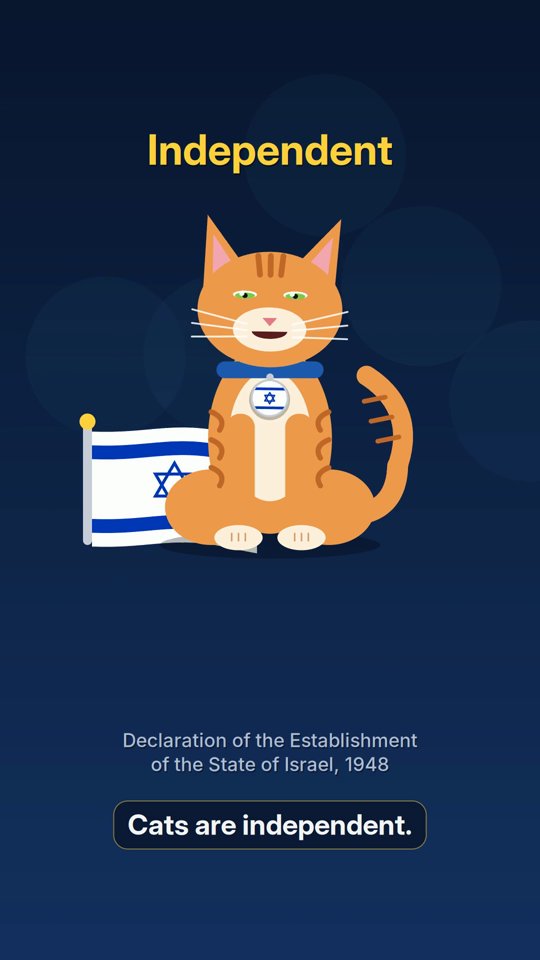 Independent
Declaration of the Establishment
of the State of Israel, 1948
Cats are independent.